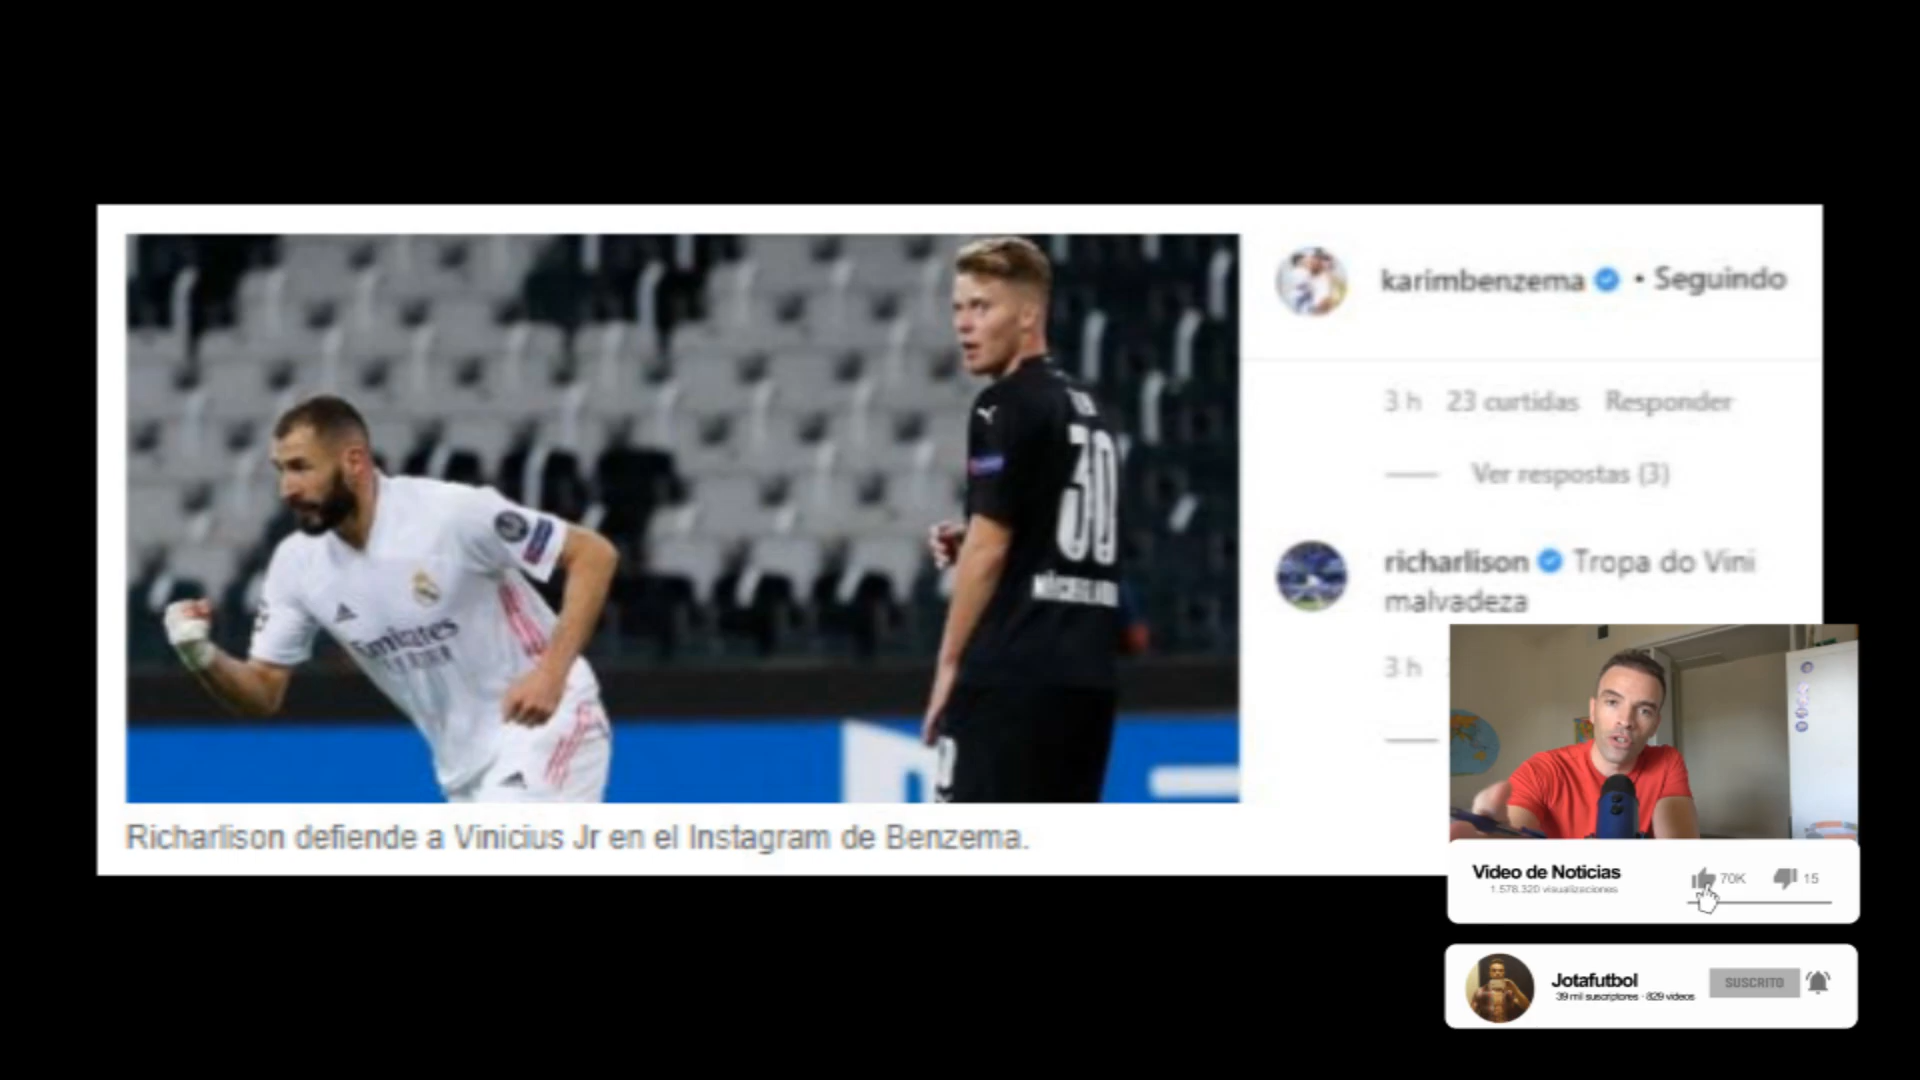 karimbenzema • Seguindo
3 h 23 curtidas Responder
Ver respostas (3)
richarlison Tropa do Vini
malvadeza
3 h
30
Emirates
Richarlison defiende a Vinicius Jr en el Instagram de Benzema.
Video de Noticias
1.578.320 visualizaciones
70K
15
Jotafutbol
39 mil suscriptores · 829 videos
SUSCRITO